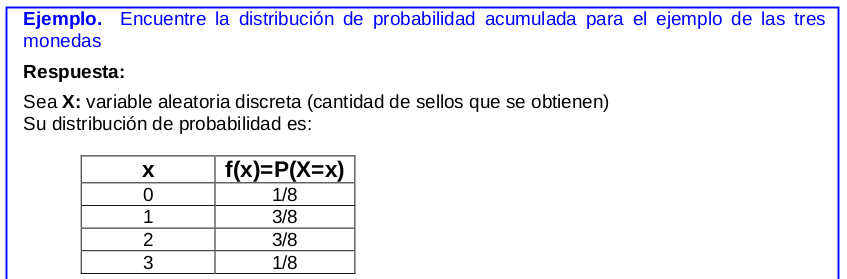 Ejemplo. Encuentre la distribución de probabilidad acumulada para el ejemplo de las tres
monedas
Respuesta:
Sea X: variable aleatoria discreta (cantidad de sellos que se obtienen)
Su distribución de probabilidad es:
x f(x)=P(X=x)
0 1/8
1 3/8
2 3/8
3 1/8